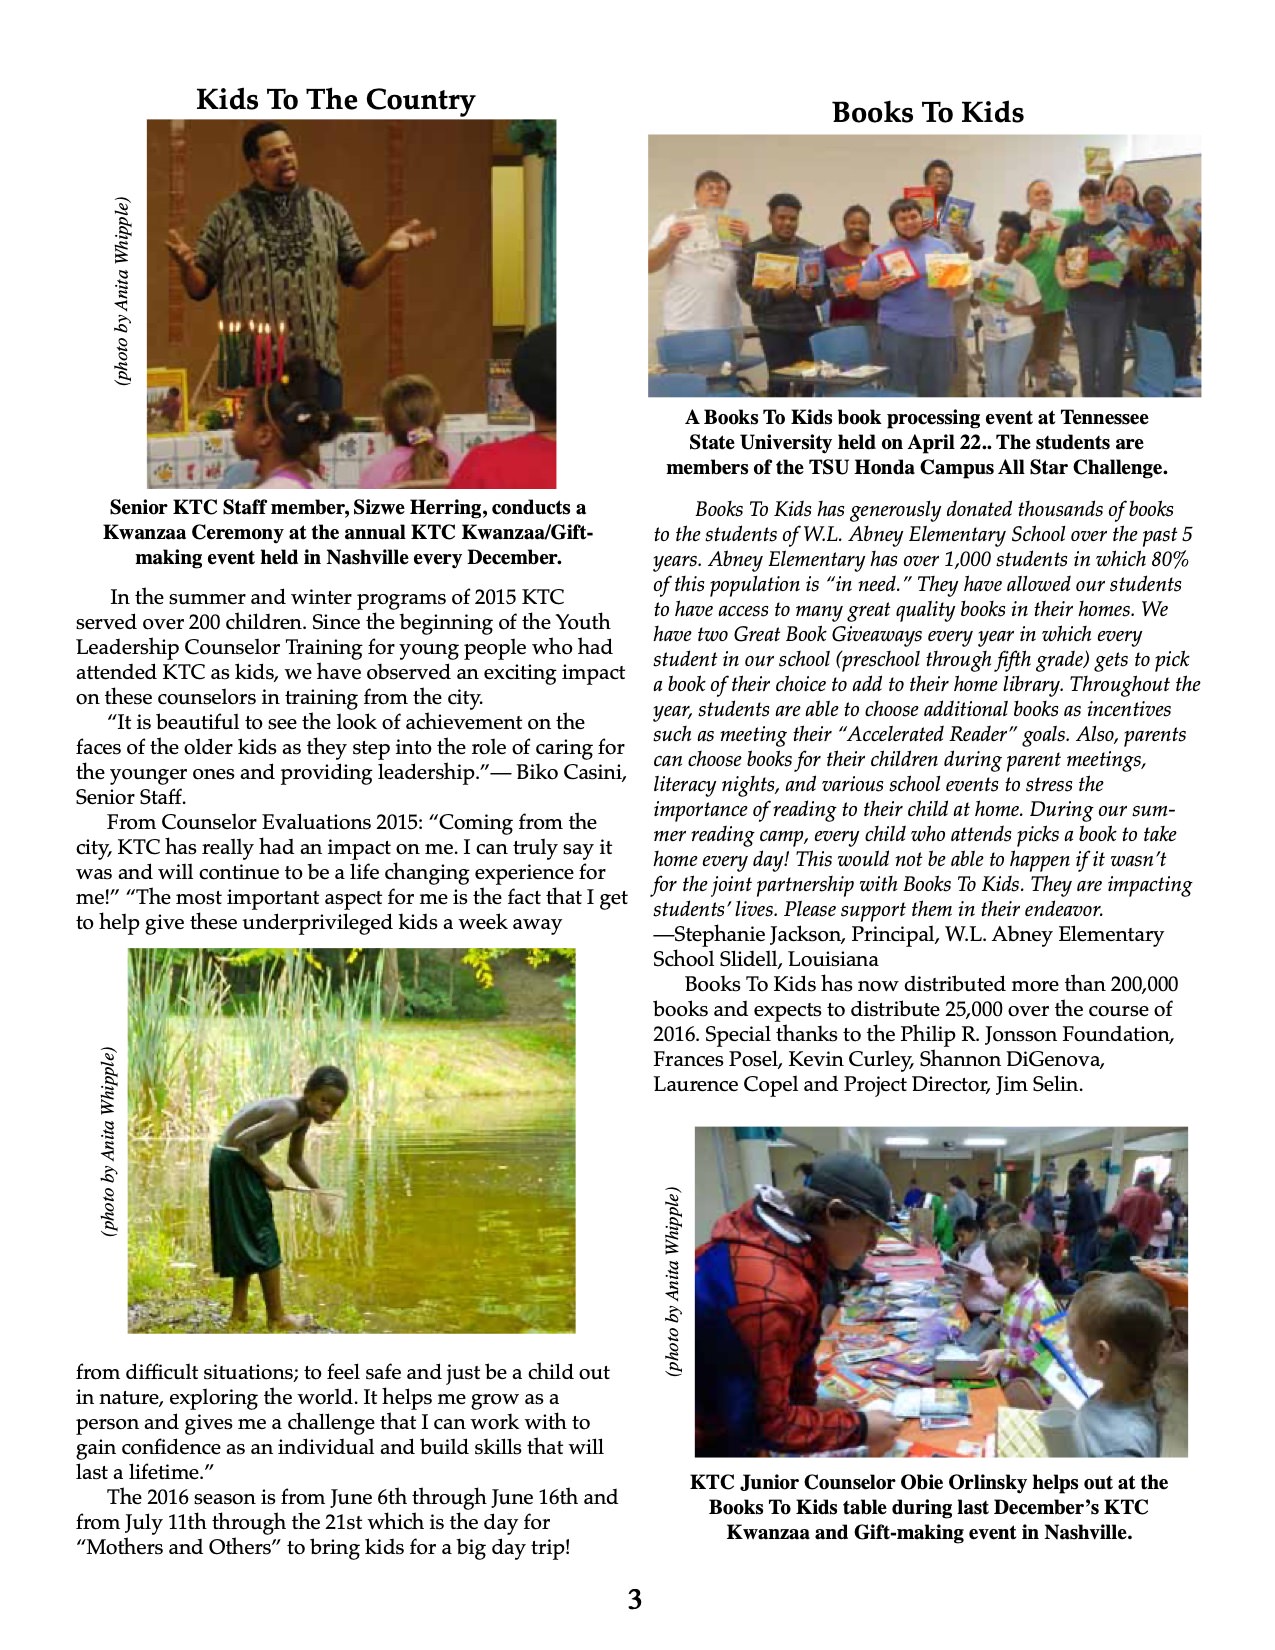 Kids To The Country
(photo by Anita Whipple)
Senior KTC Staff member, Sizwe Herring, conducts a
Kwanzaa Ceremony at the annual KTC Kwanzaa/Gift-
making event held in Nashville every December.
In the summer and winter programs of 2015 KTC
served over 200 children. Since the beginning of the Youth
Leadership Counselor Training for young people who had
attended KTC as kids, we have observed an exciting impact
on these counselors in training from the city.
“It is beautiful to see the look of achievement on the
faces of the older kids as they step into the role of caring for
the younger ones and providing leadership.”— Biko Casini,
Senior Staff.
From Counselor Evaluations 2015: “Coming from the
city, KTC has really had an impact on me. I can truly say it
was and will continue to be a life changing experience for
me!” “The most important aspect for me is the fact that I get
to help give these underprivileged kids a week away
(photo by Anita Whipple)
from difficult situations; to feel safe and just be a child out
in nature, exploring the world. It helps me grow as a
person and gives me a challenge that I can work with to
gain confidence as an individual and build skills that will
last a lifetime.”
The 2016 season is from June 6th through June 16th and
from July 11th through the 21st which is the day for
“Mothers and Others” to bring kids for a big day trip!
Books To Kids
A Books To Kids book processing event at Tennessee
State University held on April 22.. The students are
members of the TSU Honda Campus All Star Challenge.
Books To Kids has generously donated thousands of books
to the students of W.L. Abney Elementary School over the past 5
years. Abney Elementary has over 1,000 students in which 80%
of this population is “in need.” They have allowed our students
to have access to many great quality books in their homes. We
have two Great Book Giveaways every year in which every
student in our school (preschool through fifth grade) gets to pick
a book of their choice to add to their home library. Throughout the
year, students are able to choose additional books as incentives
such as meeting their “Accelerated Reader” goals. Also, parents
can choose books for their children during parent meetings,
literacy nights, and various school events to stress the
importance of reading to their child at home. During our sum-
mer reading camp, every child who attends picks a book to take
home every day! This would not be able to happen if it wasn’t
for the joint partnership with Books To Kids. They are impacting
students’ lives. Please support them in their endeavor.
—Stephanie Jackson, Principal, W.L. Abney Elementary
School Slidell, Louisiana
Books To Kids has now distributed more than 200,000
books and expects to distribute 25,000 over the course of
2016. Special thanks to the Philip R. Jonsson Foundation,
Frances Posel, Kevin Curley, Shannon DiGenova,
Laurence Copel and Project Director, Jim Selin.
(photo by Anita Whipple)
KTC Junior Counselor Obie Orlinsky helps out at the
Books To Kids table during last December’s KTC
Kwanzaa and Gift-making event in Nashville.
3